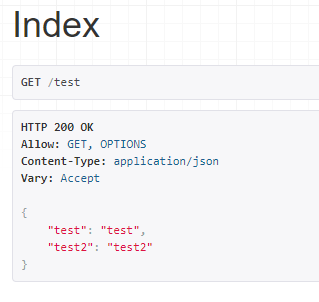 Index
GET /test
HTTP 200 OK
Allow: GET, OPTIONS
Content-Type: application/json
Vary: Accept
{
    "test": "test",
    "test2": "test2"
}